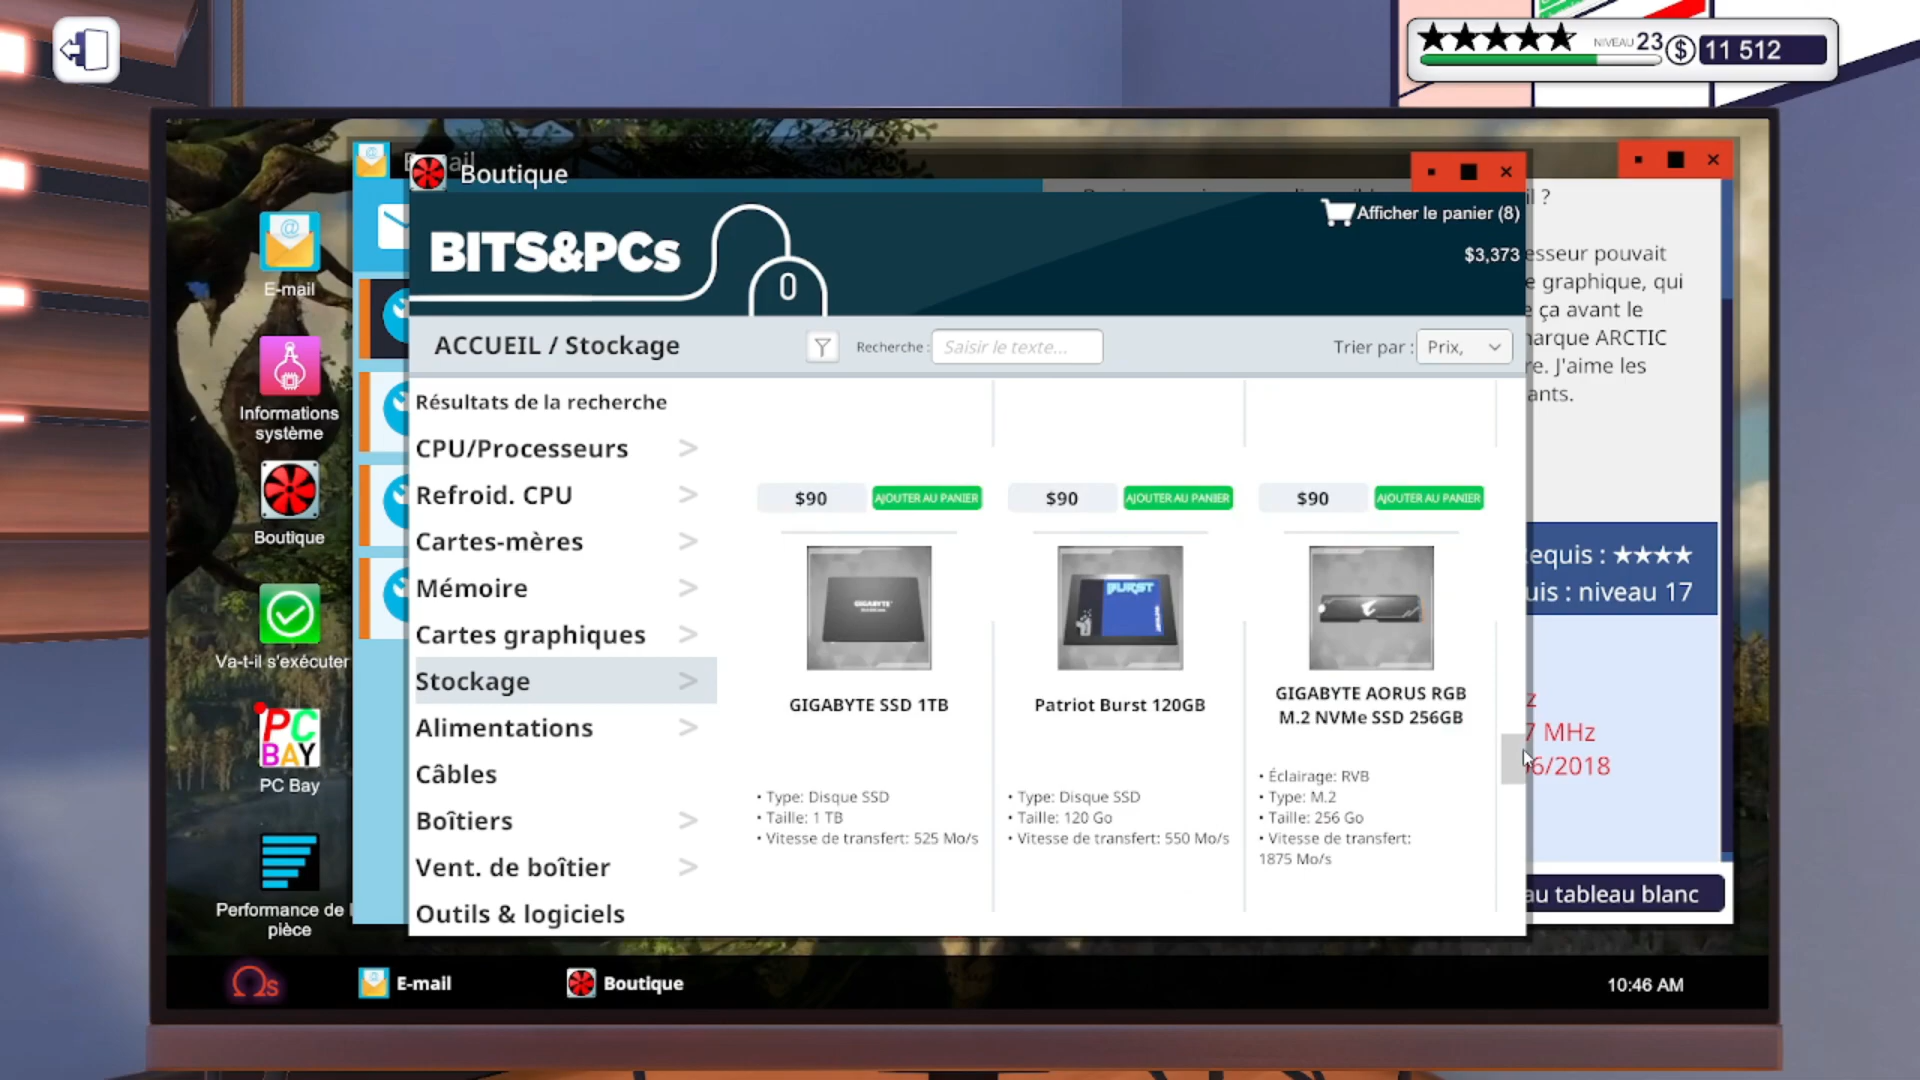 NIVEAU 23
$ 11 512
E-mail
Boutique
Afficher le panier (8)
$3,373
BITS&PCs
ACCUEIL / Stockage
Recherche :
Saisir le texte...
Trier par :
Prix,
Résultats de la recherche
CPU/Processeurs >
Refroid. CPU >
Cartes-mères >
Mémoire >
Cartes graphiques >
Stockage >
Alimentations >
Câbles
Boîtiers >
Vent. de boîtier >
Outils & logiciels
$90
AJOUTER AU PANIER
$90
AJOUTER AU PANIER
$90
AJOUTER AU PANIER
GIGABYTE
GIGABYTE SSD 1TB
• Type: Disque SSD
• Taille: 1 TB
• Vitesse de transfert: 525 Mo/s
BURST
Patriot Burst 120GB
• Type: Disque SSD
• Taille: 120 Go
• Vitesse de transfert: 550 Mo/s
GIGABYTE AORUS RGB
M.2 NVMe SSD 256GB
• Éclairage: RVB
• Type: M.2
• Taille: 256 Go
• Vitesse de transfert:
1875 Mo/s
il ?
esseur pouvait
e graphique, qui
e ça avant le
marque ARCTIC
re. J'aime les
ants.
equis : ★★★★
uis : niveau 17
z
7 MHz
6/2018
au tableau blanc
E-mail
Informations
système
Boutique
Va-t-il s'exécuter
PC
BAY
PC Bay
Performance de l
pièce
Ωs
E-mail
Boutique
10:46 AM